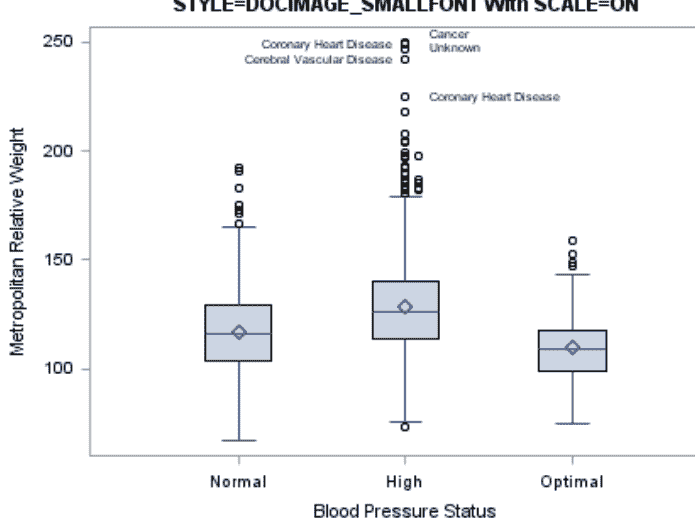 STYLE=DOCIMAGE_SMALLFONT With SCALE=ON
250
Coronary Heart Disease
Cancer
Unknown
Cerebral Vascular Disease
Coronary Heart Disease
200
150
100
Metropolitan Relative Weight
Normal
High
Optimal
Blood Pressure Status